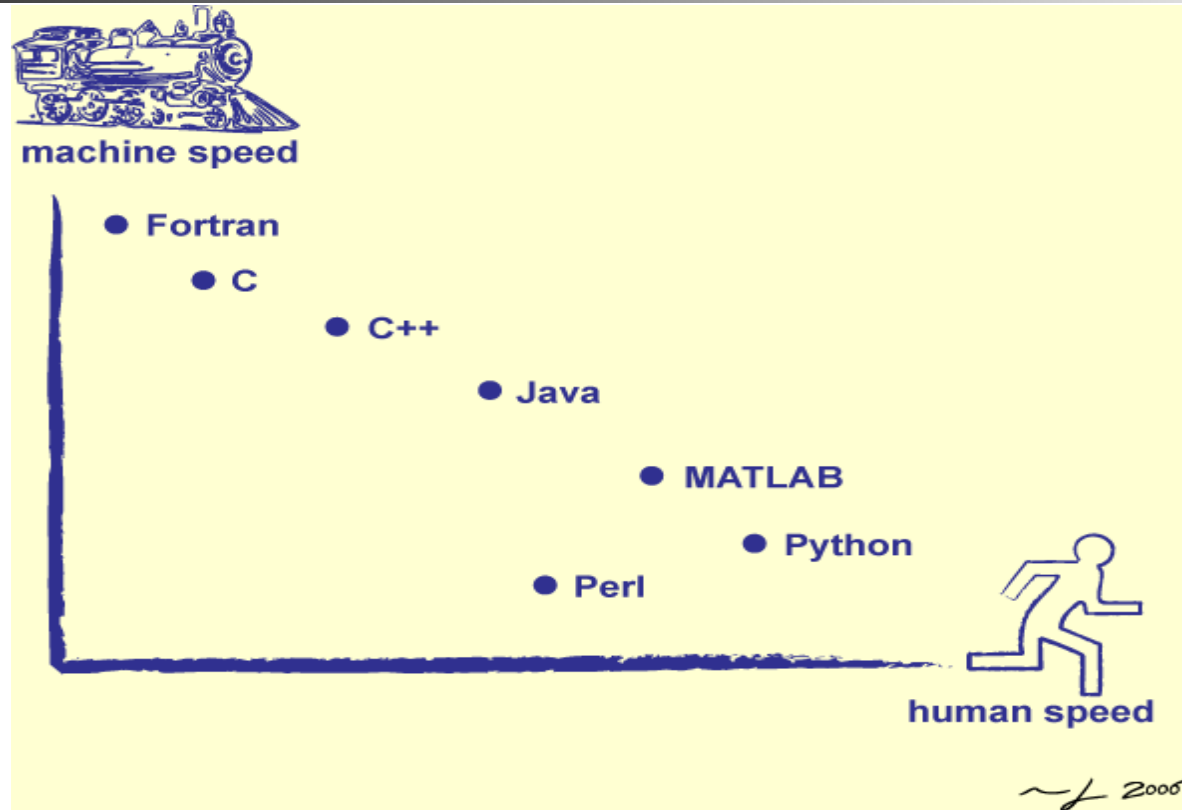 machine speed
Fortran
C
C++
Java
MATLAB
Python
Perl
human speed
2006